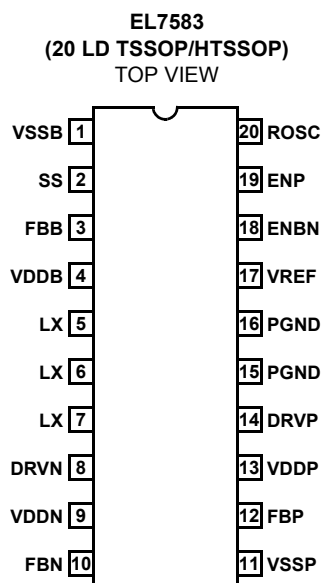 EL7583
(20 LD TSSOP/HTSSOP)
TOP VIEW
VSSB 1 20 ROSC
SS 2 19 ENP
FBB 3 18 ENBN
VDDB 4 17 VREF
LX 5 16 PGND
LX 6 15 PGND
LX 7 14 DRVP
DRVN 8 13 VDDP
VDDN 9 12 FBP
FBN 10 11 VSSP